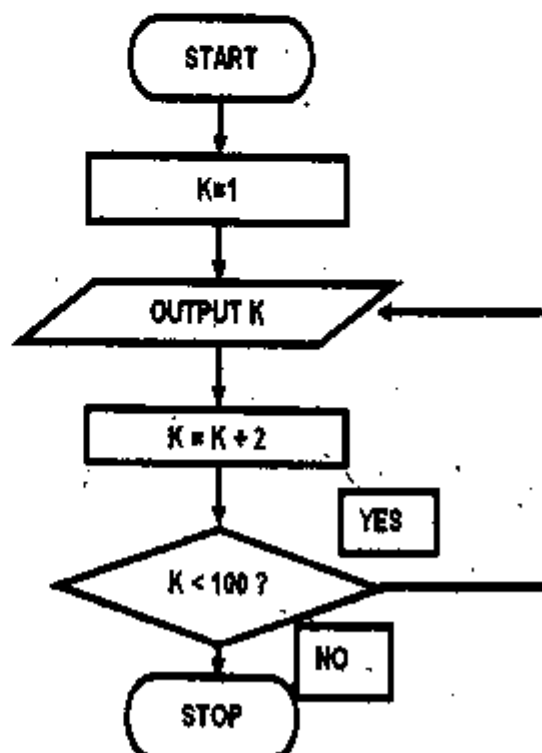 START
K=1
OUTPUT K
K = K + 2
YES
K < 100 ?
NO
STOP